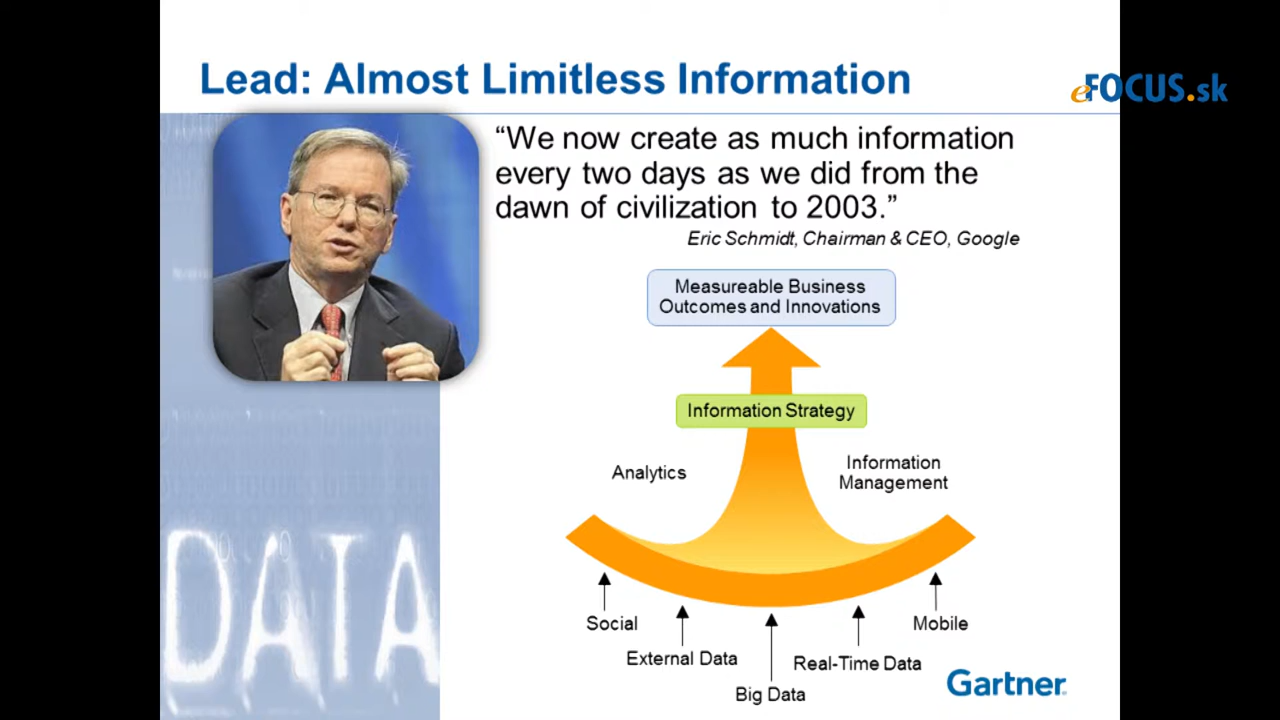 Lead: Almost Limitless Information
eFOCUS.sk
“We now create as much information
every two days as we did from the
dawn of civilization to 2003.”
Eric Schmidt, Chairman & CEO, Google
Measureable Business
Outcomes and Innovations
Information Strategy
Analytics
Information
Management
Social
External Data
Big Data
Real-Time Data
Mobile
DATA
Gartner